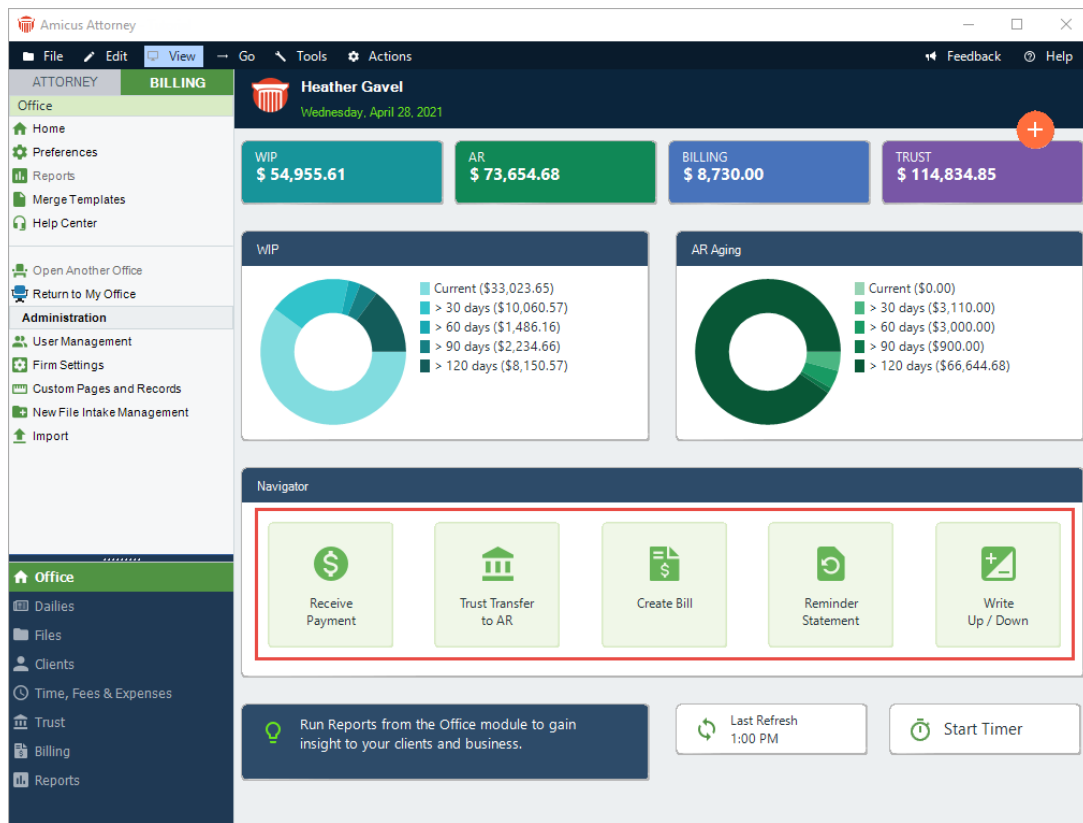 Amicus Attorney
File Edit View Go Tools Actions Feedback Help
ATTORNEY BILLING
Office
Home
Preferences
Reports
Merge Templates
Help Center
Open Another Office
Return to My Office
Administration
User Management
Firm Settings
Custom Pages and Records
New File Intake Management
Import
Office
Dailies
Files
Clients
Time, Fees & Expenses
Trust
Billing
Reports
Heather Gavel
Wednesday, April 28, 2021
+
WIP
$ 54,955.61
AR
$ 73,654.68
BILLING
$ 8,730.00
TRUST
$ 114,834.85
WIP
Current ($33,023.65)
> 30 days ($10,060.57)
> 60 days ($1,486.16)
> 90 days ($2,234.66)
> 120 days ($8,150.57)
AR Aging
Current ($0.00)
> 30 days ($3,110.00)
> 60 days ($3,000.00)
> 90 days ($900.00)
> 120 days ($66,644.68)
Navigator
Receive
Payment
Trust Transfer
to AR
Create Bill
Reminder
Statement
Write
Up / Down
Run Reports from the Office module to gain
insight to your clients and business.
Last Refresh
1:00 PM
Start Timer